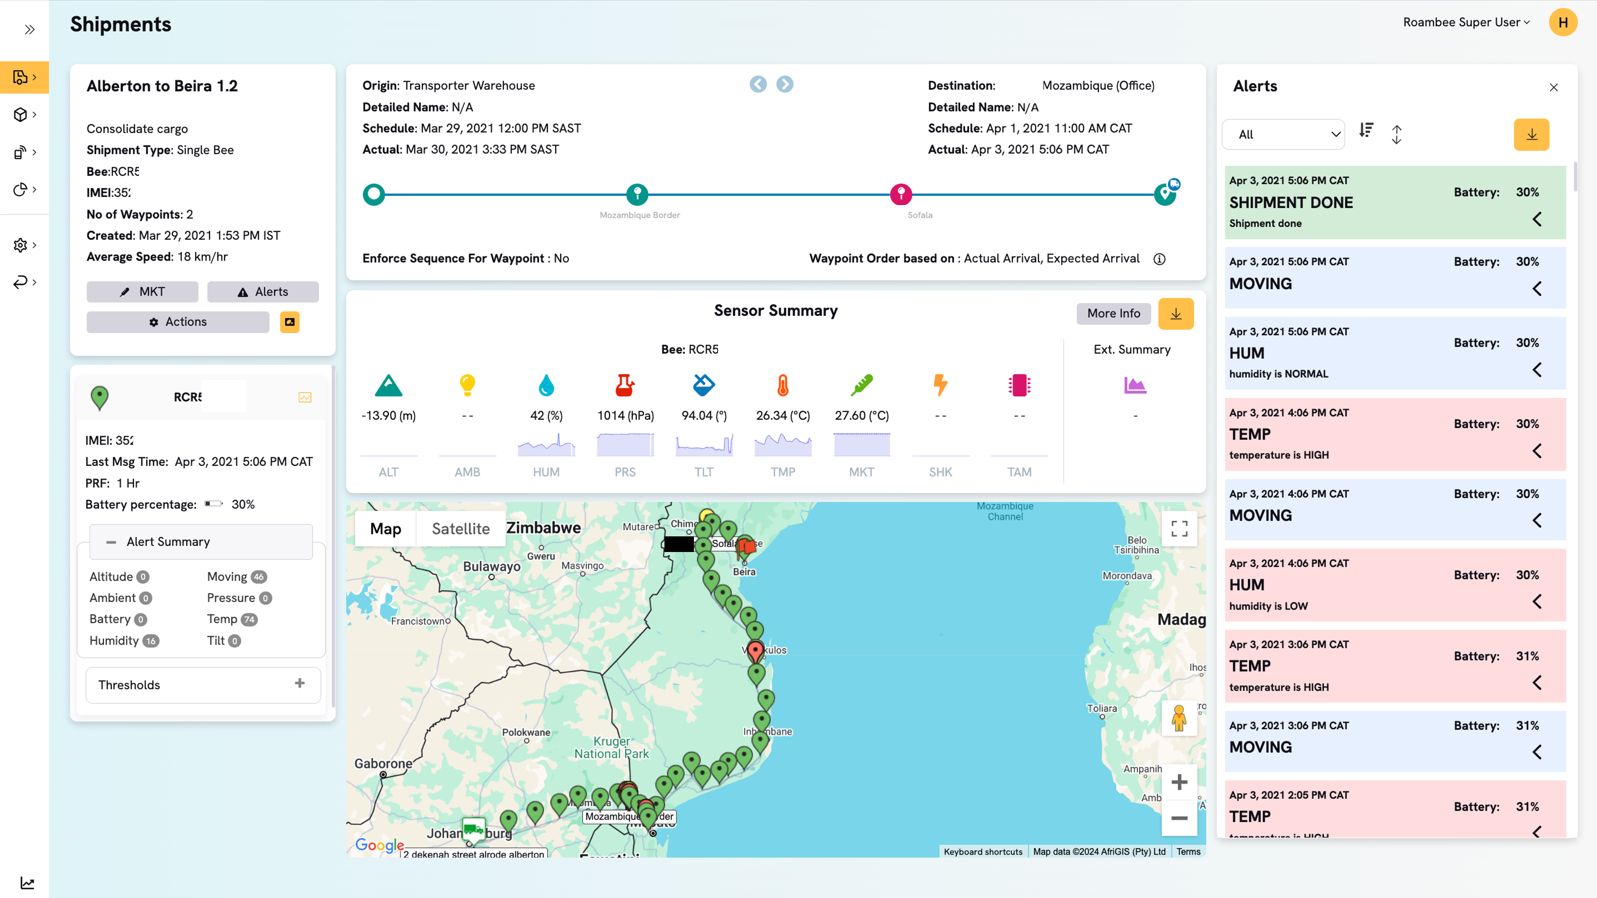 Shipments
Roambee Super User
H
Alberton to Beira 1.2
Consolidate cargo
Shipment Type: Single Bee
Bee:RCR5
IMEI:352
No of Waypoints: 2
Created: Mar 29, 2021 1:53 PM IST
Average Speed: 18 km/hr
MKT
Alerts
Actions
RCR5
IMEI: 352
Last Msg Time: Apr 3, 2021 5:06 PM CAT
PRF: 1 Hr
Battery percentage: 30%
Alert Summary
Altitude 0
Moving 46
Ambient 0
Pressure 0
Battery 0
Temp 74
Humidity 16
Tilt 0
Thresholds +
Origin: Transporter Warehouse
Detailed Name: N/A
Schedule: Mar 29, 2021 12:00 PM SAST
Actual: Mar 30, 2021 3:33 PM SAST
Destination: Mozambique (Office)
Detailed Name: N/A
Schedule: Apr 1, 2021 11:00 AM CAT
Actual: Apr 3, 2021 5:06 PM CAT
Mozambique Border
Sofala
Enforce Sequence For Waypoint : No
Waypoint Order based on : Actual Arrival, Expected Arrival
Sensor Summary
More Info
Bee: RCR5
Ext. Summary
-13.90 (m)
- -
42 (%)
1014 (hPa)
94.04 (°)
26.34 (°C)
27.60 (°C)
- -
- -
-
ALT
AMB
HUM
PRS
TLT
TMP
MKT
SHK
TAM
Map
Satellite
Zimbabwe
Mutare
Chimo
Mozambique
Channel
Sofala
Gweru
Bulawayo
Masvingo
Beira
Belo
Tsiribihina
Morondava
Francistown
Madag
Ihos
Toliara
Polokwane
Kruger
National Park
Gaborone
Ampanih
Mozambique
Google
2 dekenah street alrode alberton
Keyboard shortcuts
Map data ©2024 AfriGIS (Pty) Ltd
Terms
Alerts
All
Apr 3, 2021 5:06 PM CAT
SHIPMENT DONE
Shipment done
Battery: 30%
Apr 3, 2021 5:06 PM CAT
MOVING
Battery: 30%
Apr 3, 2021 5:06 PM CAT
HUM
humidity is NORMAL
Battery: 30%
Apr 3, 2021 4:06 PM CAT
TEMP
temperature is HIGH
Battery: 30%
Apr 3, 2021 4:06 PM CAT
MOVING
Battery: 30%
Apr 3, 2021 4:06 PM CAT
HUM
humidity is LOW
Battery: 30%
Apr 3, 2021 3:06 PM CAT
TEMP
temperature is HIGH
Battery: 31%
Apr 3, 2021 3:06 PM CAT
MOVING
Battery: 31%
Apr 3, 2021 2:05 PM CAT
TEMP
temperature is HIGH
Battery: 31%